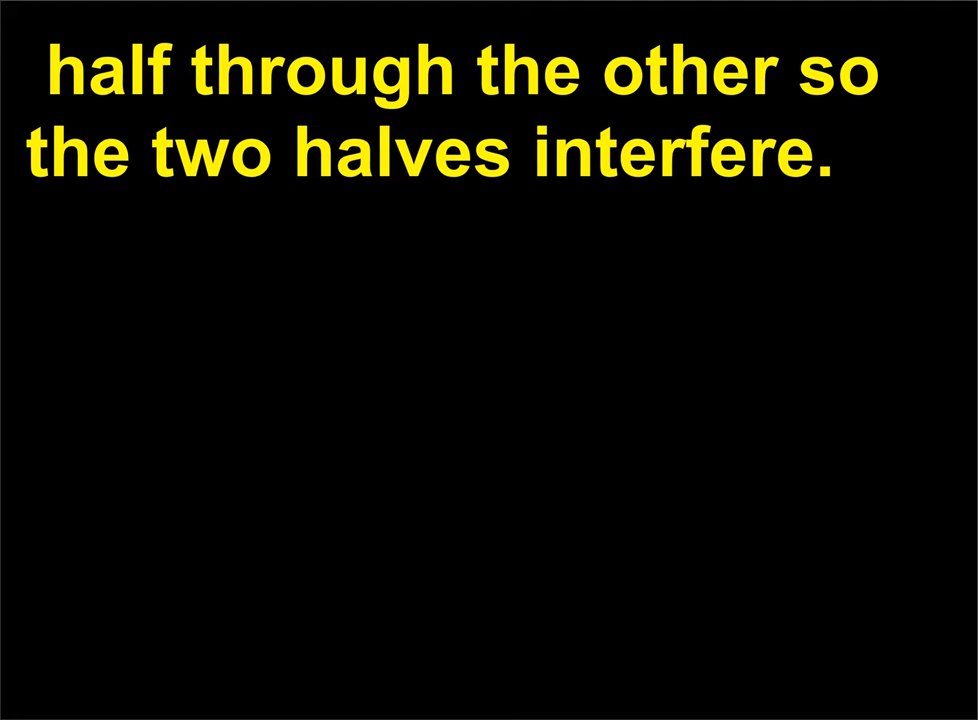 half through the other so
the two halves interfere.